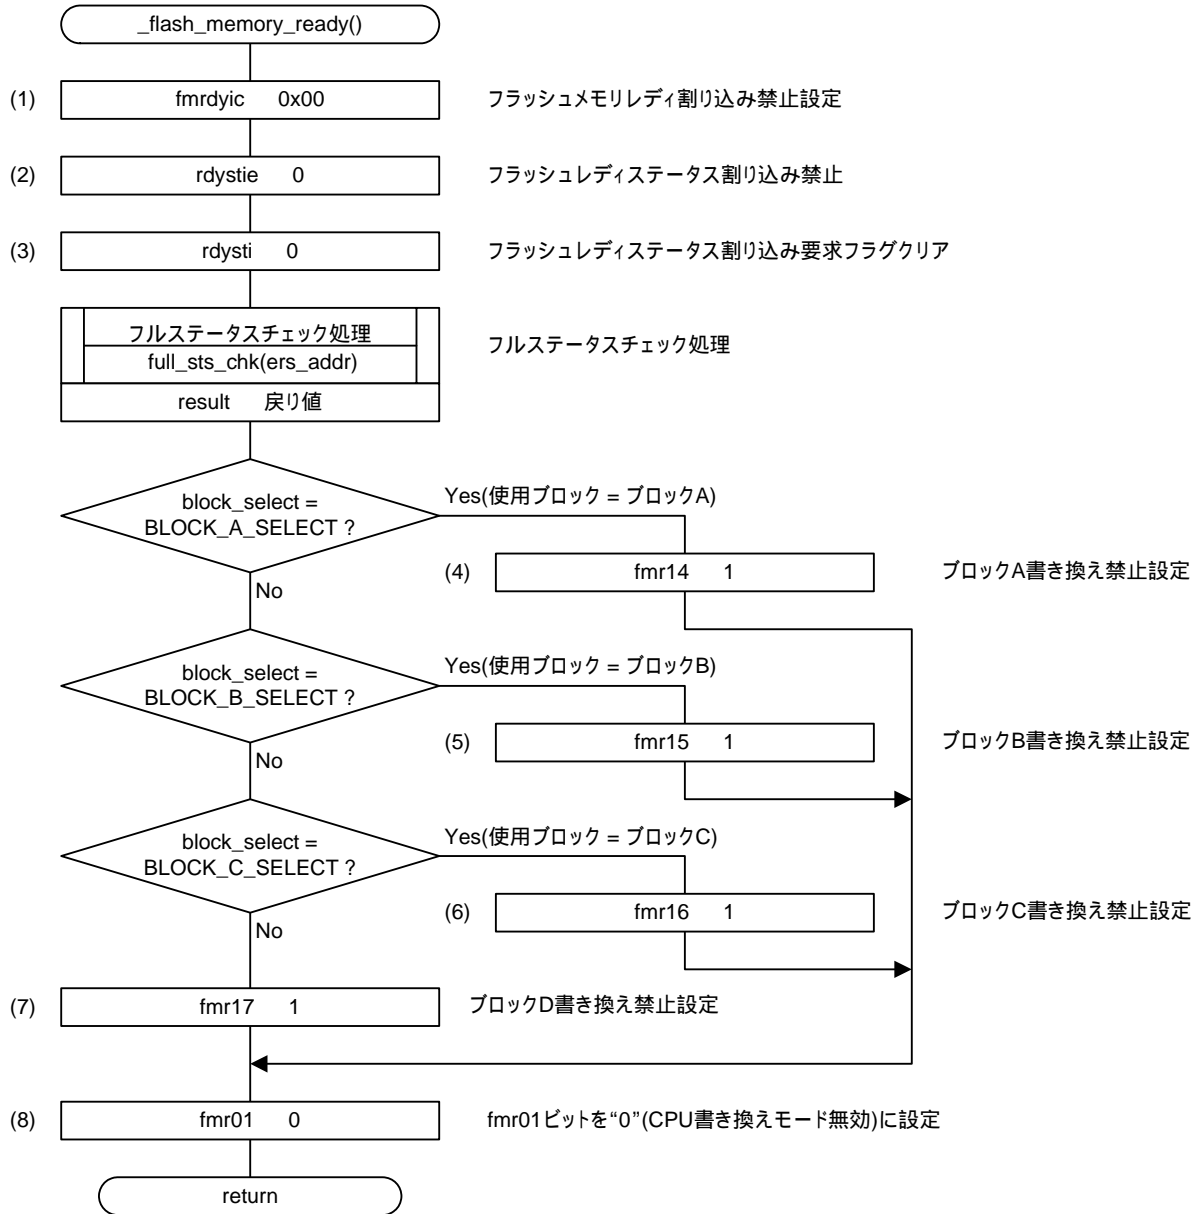 _flash_memory_ready()
(1) fmrdyic 0x00 フラッシュメモリレディ割り込み禁止設定
(2) rdystie 0 フラッシュレディステータス割り込み禁止
(3) rdysti 0 フラッシュレディステータス割り込み要求フラグクリア
フルステータスチェック処理
full_sts_chk(ers_addr)
フルステータスチェック処理
result 戻り値
block_select =
BLOCK_A_SELECT ?
Yes(使用ブロック = ブロックA)
(4) fmr14 1 ブロックA書き換え禁止設定
No
block_select =
BLOCK_B_SELECT ?
Yes(使用ブロック = ブロックB)
(5) fmr15 1 ブロックB書き換え禁止設定
No
block_select =
BLOCK_C_SELECT ?
Yes(使用ブロック = ブロックC)
(6) fmr16 1 ブロックC書き換え禁止設定
No
(7) fmr17 1 ブロックD書き換え禁止設定
(8) fmr01 0 fmr01ビットを“0”(CPU書き換えモード無効)に設定
return